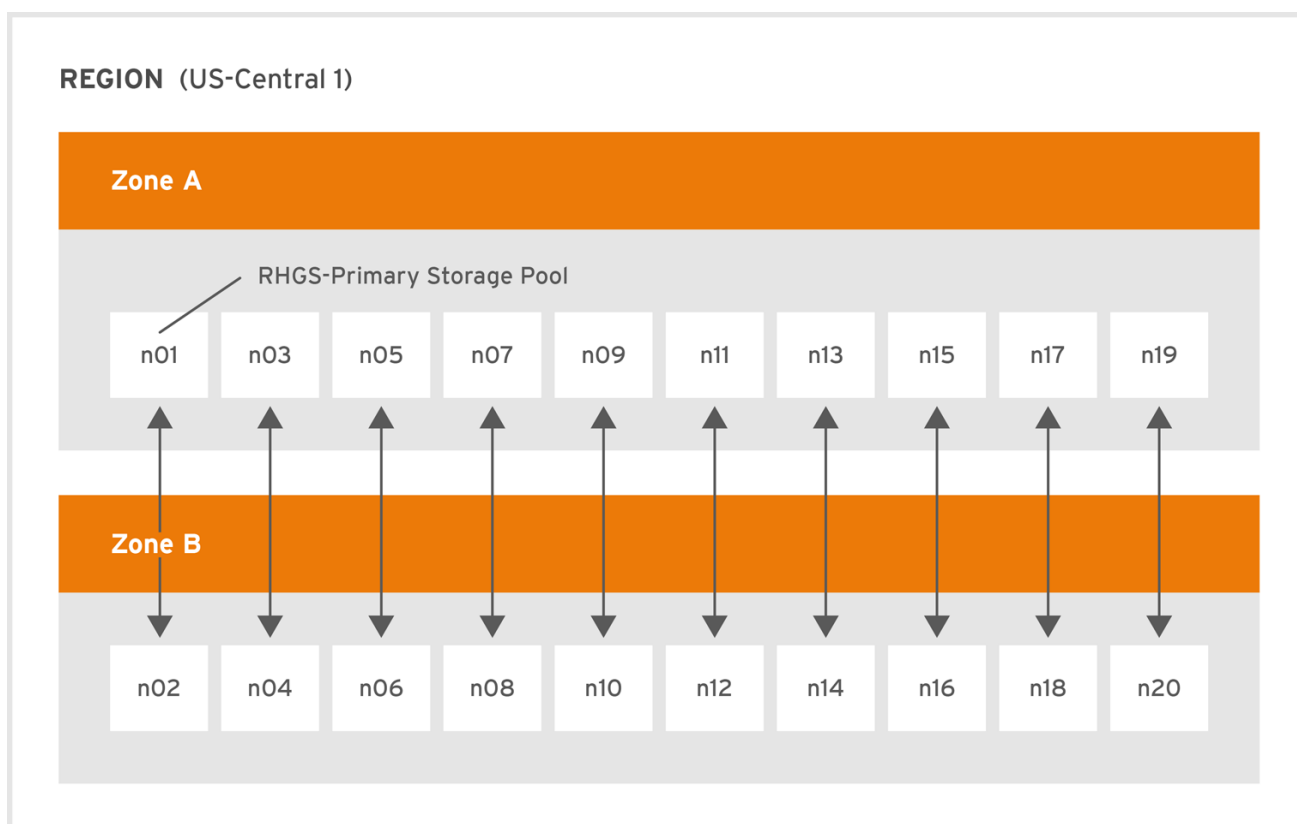 REGION (US-Central 1)
Zone A
RHGS-Primary Storage Pool
n01 n03 n05 n07 n09 n11 n13 n15 n17 n19
Zone B
n02 n04 n06 n08 n10 n12 n14 n16 n18 n20